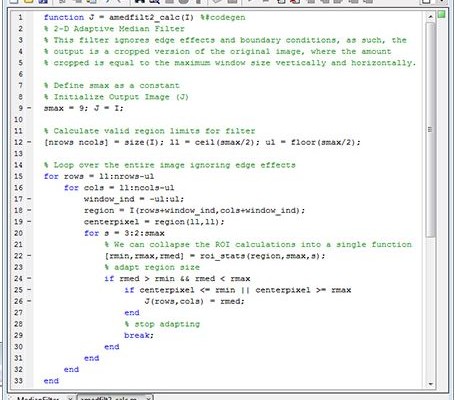 1 function J = amedfilt2_calc(I) %#codegen
2 % 2-D Adaptive Median Filter
3 % This filter ignores edge effects and boundary conditions, as such, the
4 % output is a cropped version of the original image, where the amount
5 % cropped is equal to the maximum window size vertically and horizontally.
6
7 % Define smax as a constant
8 % Initialize Output Image (J)
9 - smax = 9; J = I;
10
11 % Calculate valid region limits for filter
12 - [nrows ncols] = size(I); ll = ceil(smax/2); ul = floor(smax/2);
13
14 % Loop over the entire image ignoring edge effects
15 for rows = ll:nrows-ul
16 - for cols = ll:ncols-ul
17 - window_ind = -ul:ul;
18 - region = I(rows+window_ind,cols+window_ind);
19 - centerpixel = region(ll,ll);
20 - for s = 3:2:smax
21 % We can collapse the ROI calculations into a single function
22 - [rmin,rmax,rmed] = roi_stats(region,smax,s);
23 % adapt region size
24 - if rmed > rmin && rmed < rmax
25 - if centerpixel <= rmin || centerpixel >= rmax
26 - J(rows,cols) = rmed;
27 end
28 % stop adapting
29 break;
30 end
31 end
32 end
33 end
MedianFilter × amedfilt2_calc.m ×